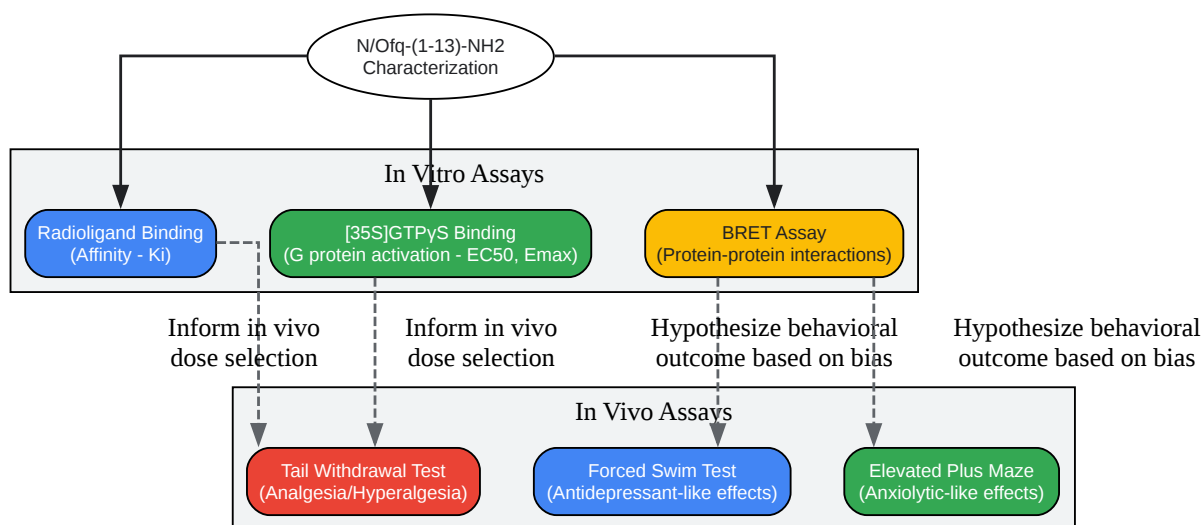 N/Ofq-(1-13)-NH2
Characterization
In Vitro Assays
Radioligand Binding
(Affinity - Ki)
[35S]GTPγS Binding
(G protein activation - EC50, Emax)
BRET Assay
(Protein-protein interactions)
Inform in vivo
dose selection
Inform in vivo
dose selection
Hypothesize behavioral
outcome based on bias
Hypothesize behavioral
outcome based on bias
In Vivo Assays
Tail Withdrawal Test
(Analgesia/Hyperalgesia)
Forced Swim Test
(Antidepressant-like effects)
Elevated Plus Maze
(Anxiolytic-like effects)